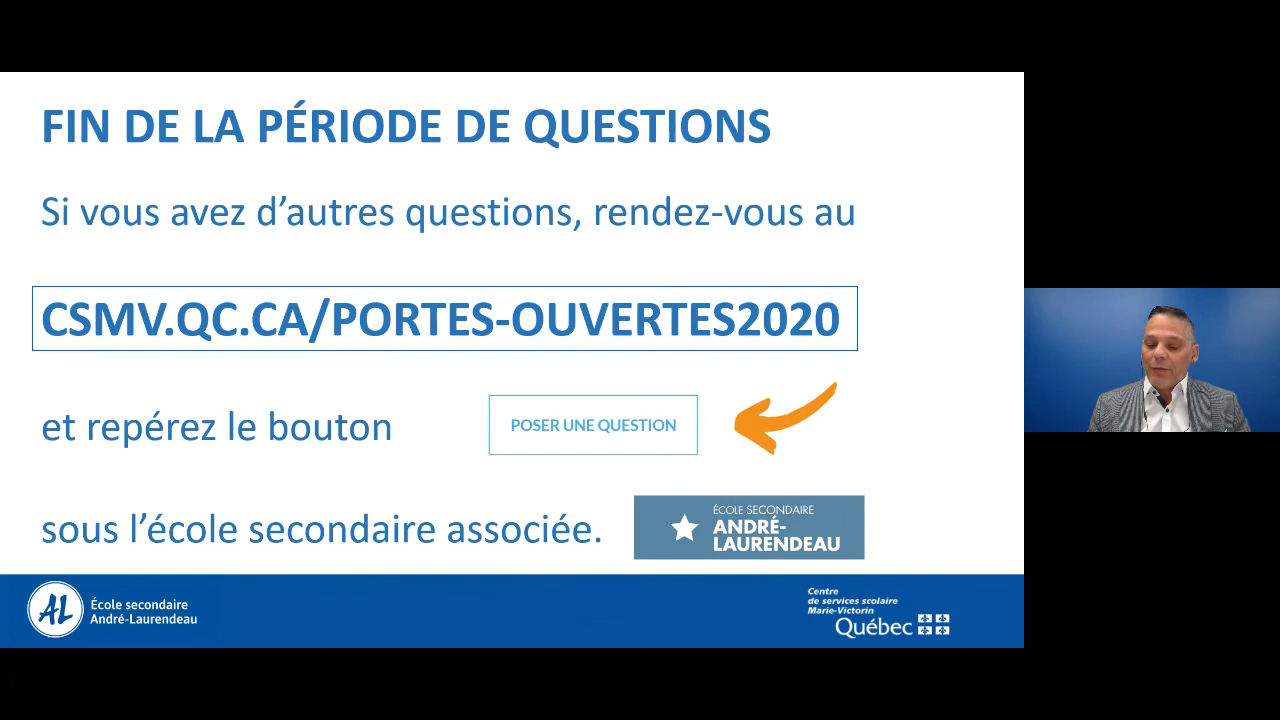 FIN DE LA PÉRIODE DE QUESTIONS
Si vous avez d’autres questions, rendez-vous au
CSMV.QC.CA/PORTES-OUVERTES2020
et repérez le bouton
POSER UNE QUESTION
sous l’école secondaire associée.
ÉCOLE SECONDAIRE
ANDRÉ-
LAURENDEAU
AL
École secondaire
André-Laurendeau
Centre
de services scolaire
Marie-Victorin
Québec